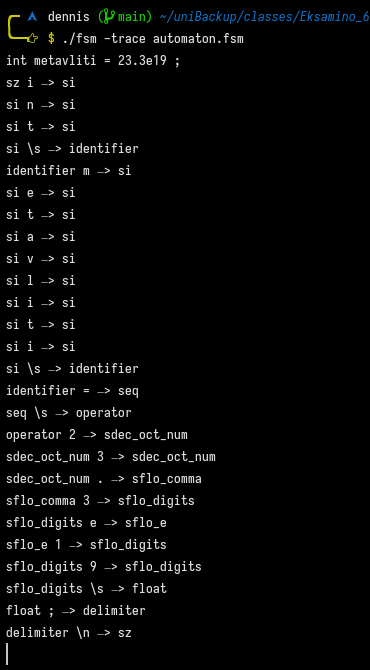 dennis (main) ~/uniBackup/classes/Eksamino_6
$ ./fsm -trace automaton.fsm
int metavliti = 23.3e19 ;
sz i -> si
si n -> si
si t -> si
si \s -> identifier
identifier m -> si
si e -> si
si t -> si
si a -> si
si v -> si
si l -> si
si i -> si
si t -> si
si i -> si
si \s -> identifier
identifier = -> seq
seq \s -> operator
operator 2 -> sdec_oct_num
sdec_oct_num 3 -> sdec_oct_num
sdec_oct_num . -> sflo_comma
sflo_comma 3 -> sflo_digits
sflo_digits e -> sflo_e
sflo_e 1 -> sflo_digits
sflo_digits 9 -> sflo_digits
sflo_digits \s -> float
float ; -> delimiter
delimiter \n -> sz